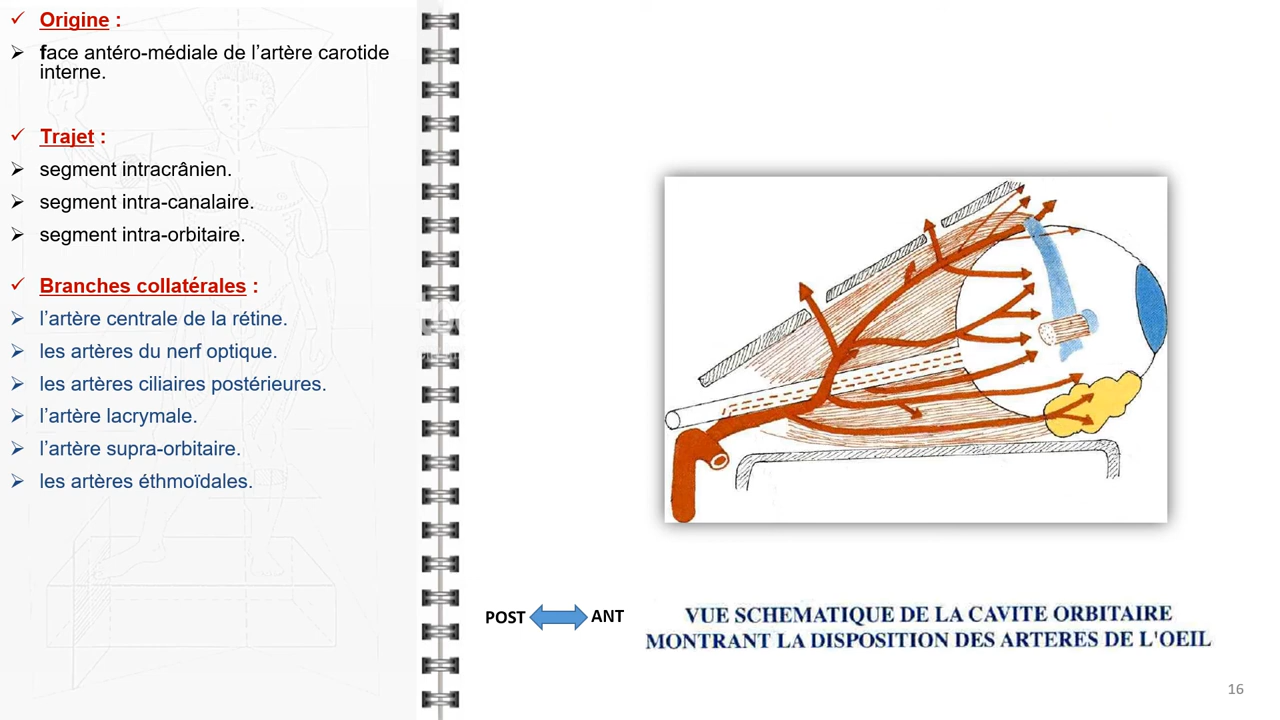 ✓ Origine :
➢ face antéro-médiale de l’artère carotide
interne.
✓ Trajet :
➢ segment intracrânien.
➢ segment intra-canalaire.
➢ segment intra-orbitaire.
✓ Branches collatérales :
➢ l’artère centrale de la rétine.
➢ les artères du nerf optique.
➢ les artères ciliaires postérieures.
➢ l’artère lacrymale.
➢ l’artère supra-orbitaire.
➢ les artères éthmoïdales.
POST ANT
VUE SCHEMATIQUE DE LA CAVITE ORBITAIRE
MONTRANT LA DISPOSITION DES ARTERES DE L'OEIL
16